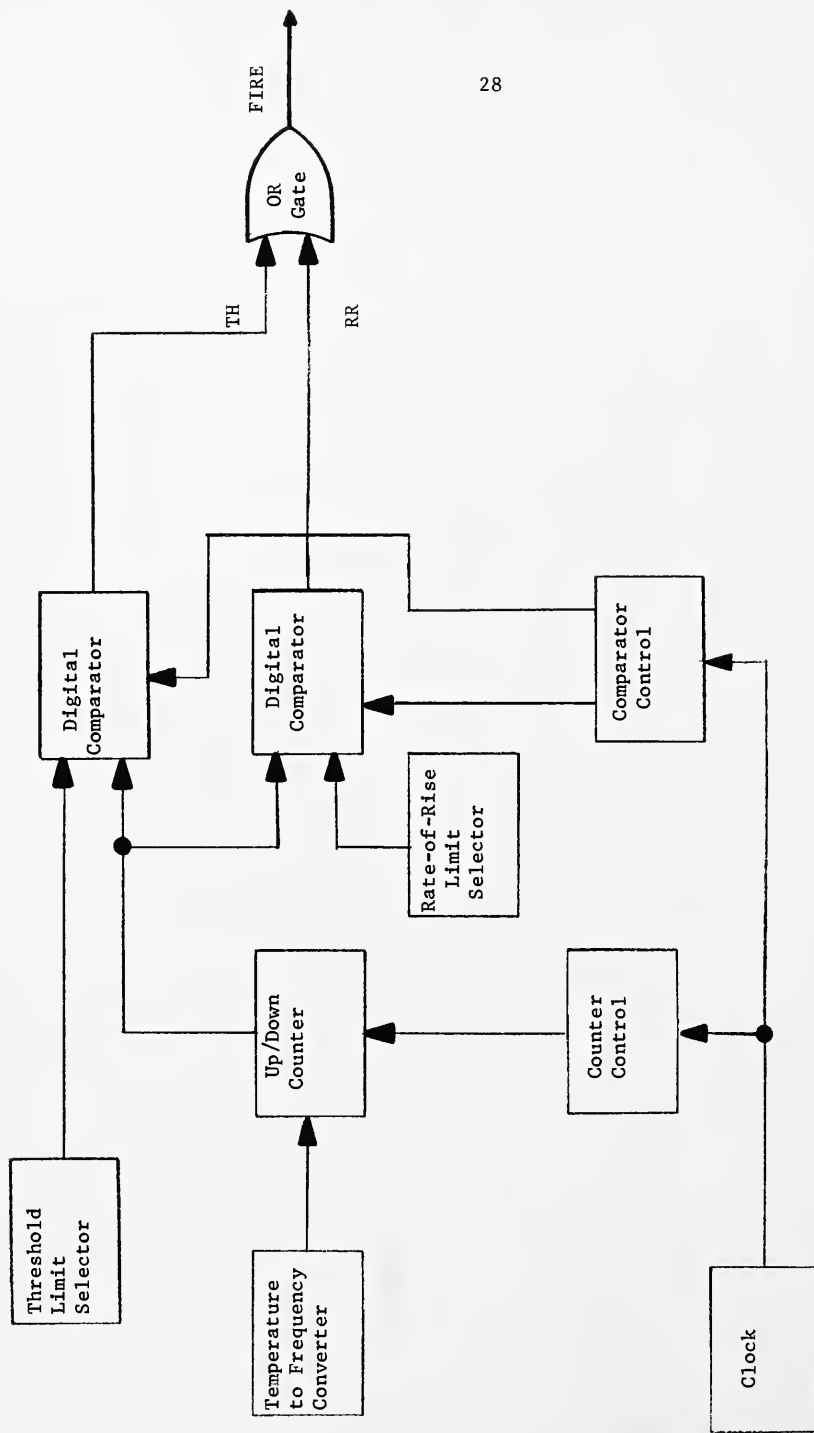 28
Threshold
Limit
Selector
Digital
Comparator
TH
OR
Gate
FIRE
Temperature
to Frequency
Converter
Up/Down
Counter
Digital
Comparator
RR
Rate-of-Rise
Limit
Selector
Clock
Counter
Control
Comparator
Control